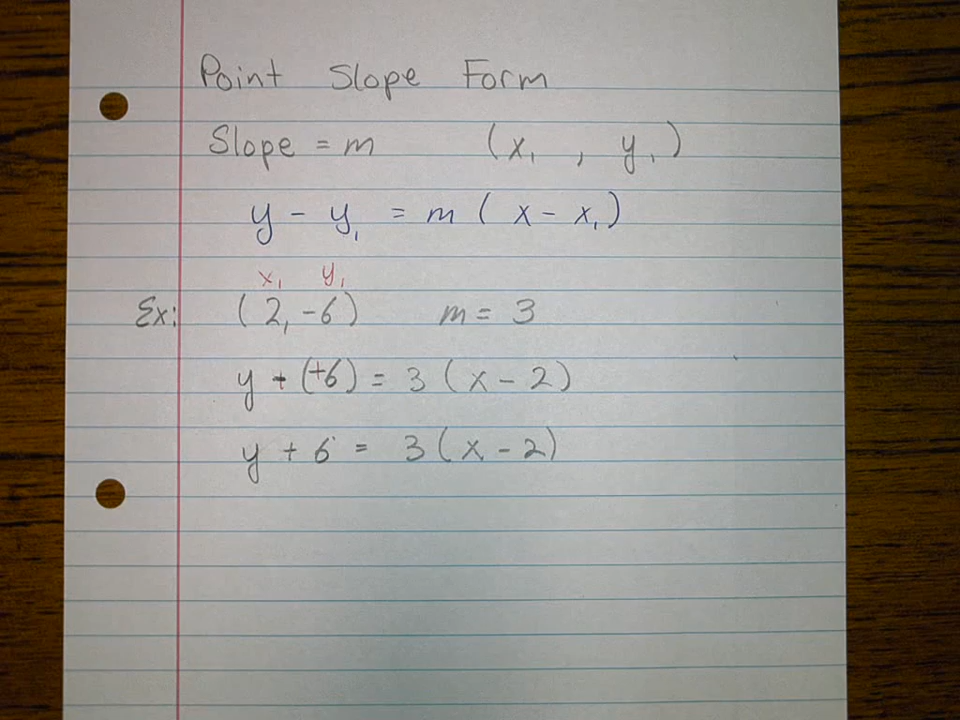 Point Slope Form
Slope = m (x₁ , y₁)
y - y₁ = m (x - x₁)
x₁ y₁
Ex: (2, -6) m = 3
y + (+6) = 3 (x - 2)
y + 6 = 3(x - 2)